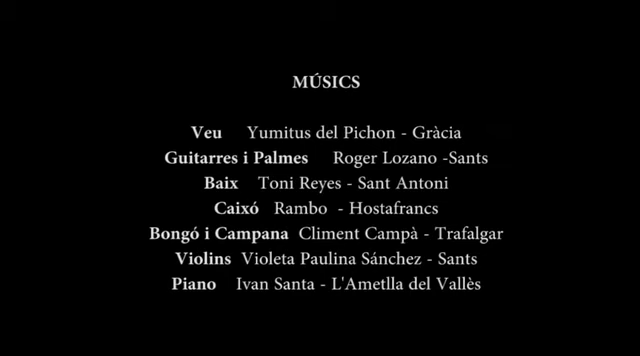 MÚSICS
Veu Yumitus del Pichon - Gràcia
Guitarres i Palmes Roger Lozano -Sants
Baix Toni Reyes - Sant Antoni
Caixó Rambo - Hostafrancs
Bongó i Campana Climent Campà - Trafalgar
Violins Violeta Paulina Sánchez - Sants
Piano Ivan Santa - L'Ametlla del Vallès